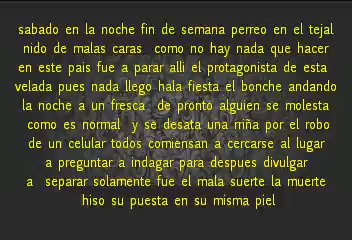 sabado en la noche fin de semana perreo en el tejal
nido de malas caras como no hay nada que hacer
en este pais fue a parar alli el protagonista de esta
velada pues nada llego hala fiesta el bonche andando
la noche a un fresca de pronto alguien se molesta
como es normal y se desata una riña por el robo
de un celular todos comiensan a cercarse al lugar
a preguntar a indagar para despues divulgar
a separar solamente fue el mala suerte la muerte
hiso su puesta en su misma piel